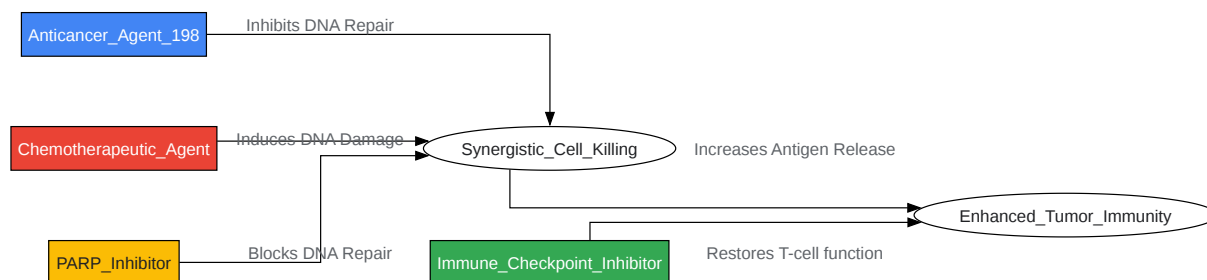 Anticancer_Agent_198
Inhibits DNA Repair
Chemotherapeutic_Agent
Induces DNA Damage
Synergistic_Cell_Killing
Increases Antigen Release
Enhanced_Tumor_Immunity
PARP_Inhibitor
Blocks DNA Repair
Immune_Checkpoint_Inhibitor
Restores T-cell function